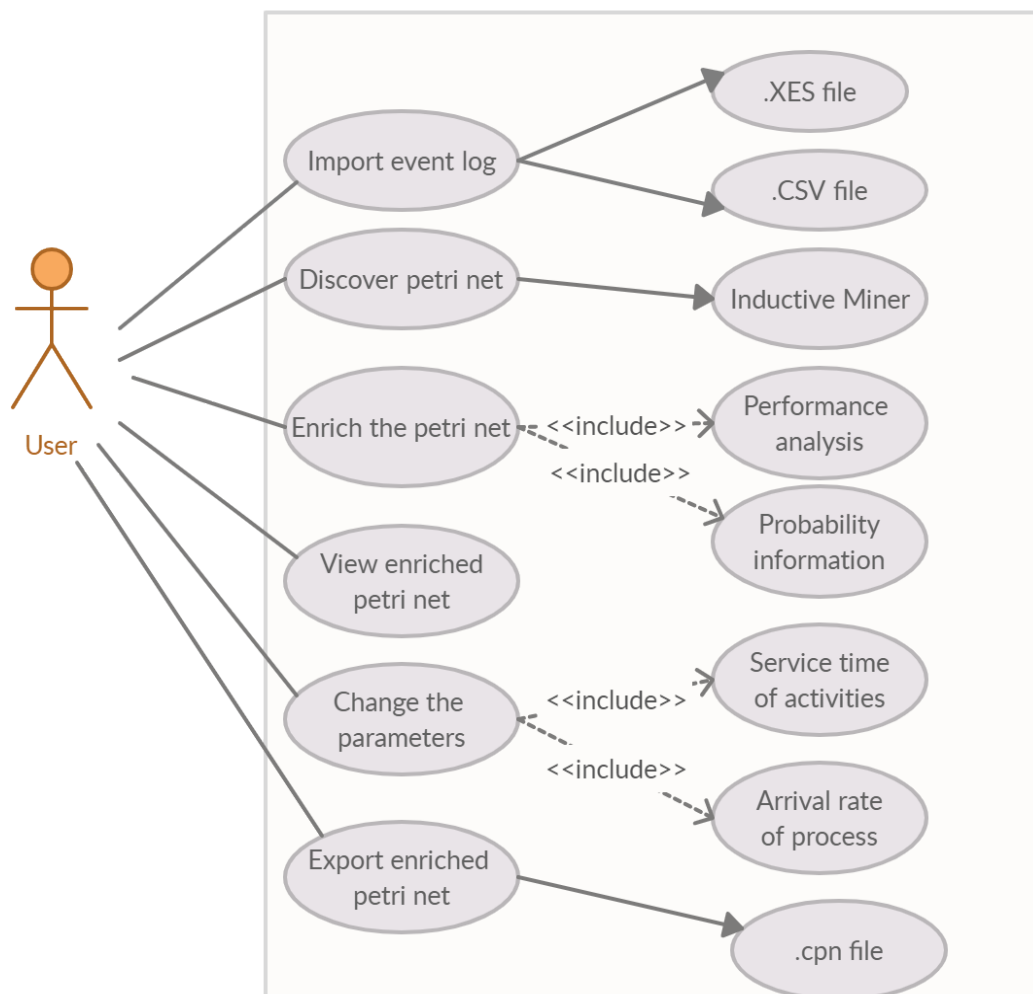 .XES file
Import event log
.CSV file
Discover petri net
Inductive Miner
User
Enrich the petri net
<<include>>
<<include>>
Performance
analysis
Probability
information
View enriched
petri net
Change the
parameters
<<include>>
<<include>>
Service time
of activities
Arrival rate
of process
Export enriched
petri net
.cpn file